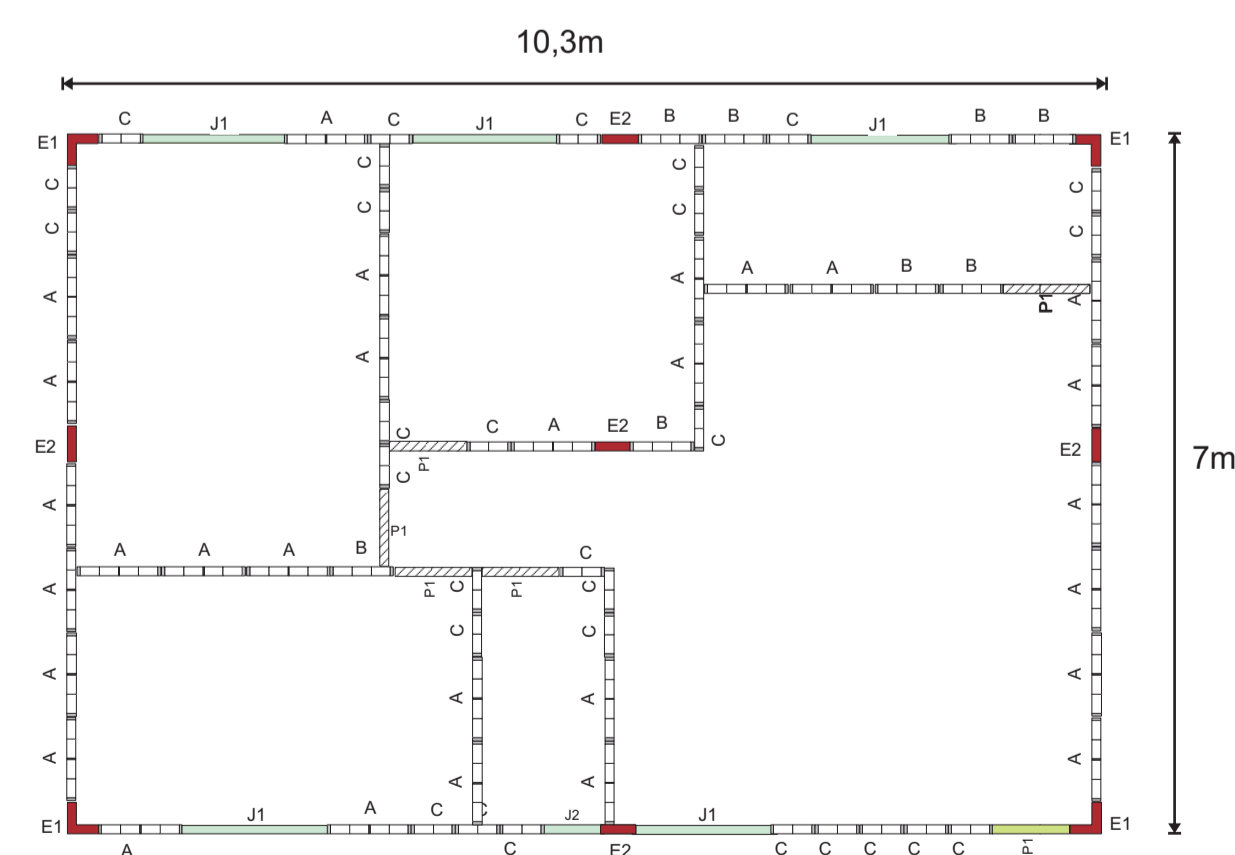 10,3m
C J1 A C J1 C E2 B B C J1 B B
E1 E1
C C C C
C C C C
A A B B
A A A A
P1
A A A A
C A E2 B
E2 C P1 C E2
C
A P1 A
A A A B C
A P1 C P1 C A
C C
A A A A
A A A A
J1 A C C J2 J1
E1 E1
A C E2 C C C C C P1
7m